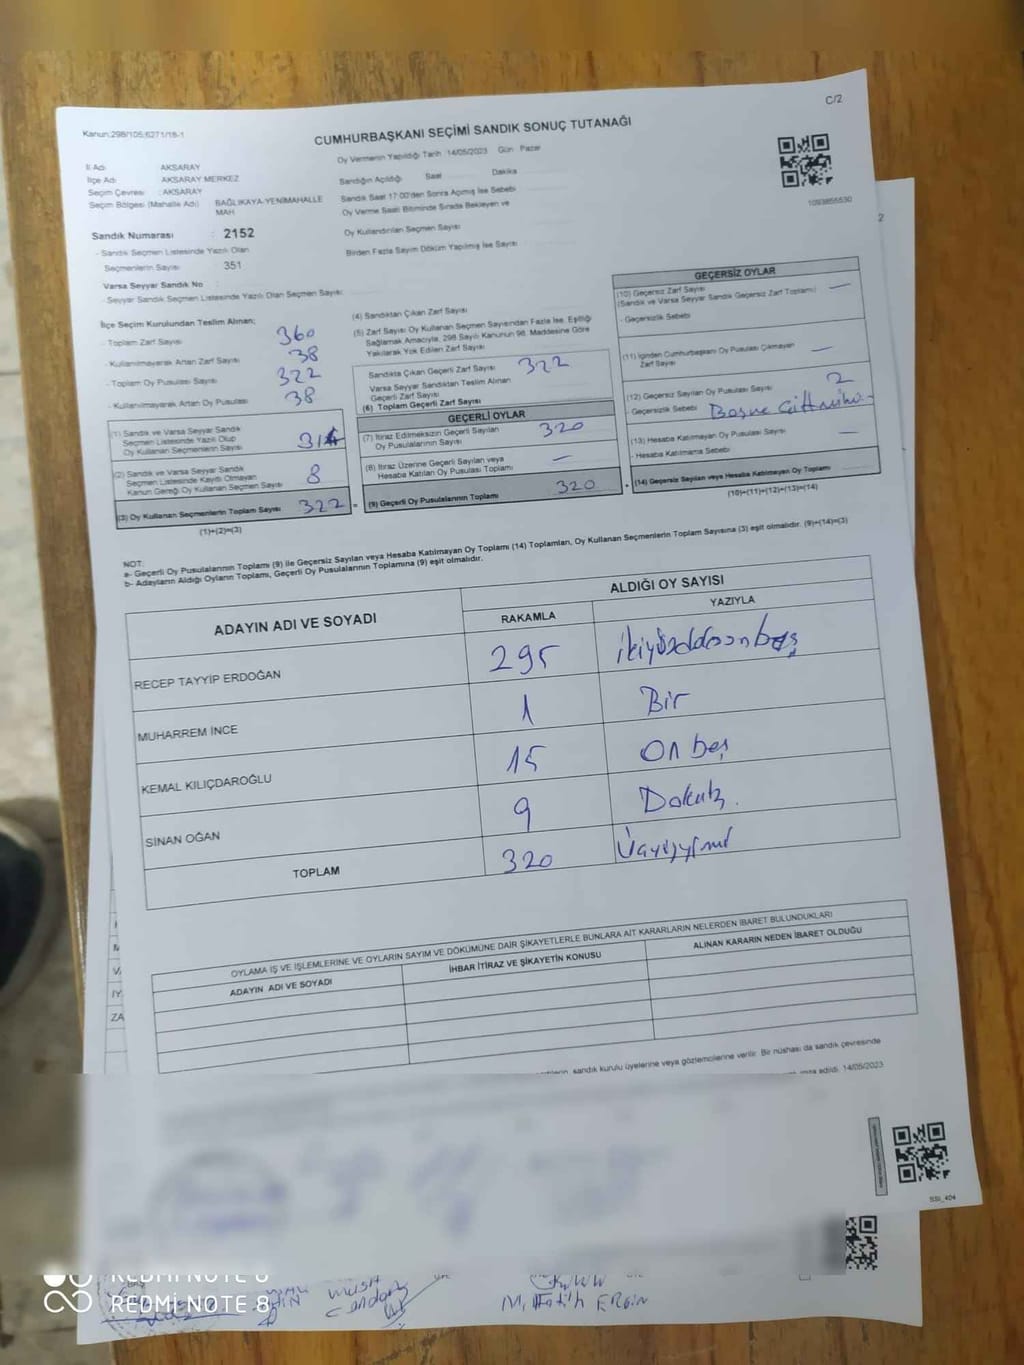 C/2
Kanun:298/105;6271/18-1
CUMHURBAŞKANI SEÇİMİ SANDIK SONUÇ TUTANAĞI
İl Adı AKSARAY
İlçe Adı AKSARAY MERKEZ
Seçim Çevresi : AKSARAY
Seçim Bölgesi (Mahalle Adı) BAĞLIKAYA-YENİMAHALLE MAH
Sandık Numarası : 2152
- Sandık Seçmen Listesinde Yazılı Olan
Seçmenlerin Sayısı 351
Varsa Seyyar Sandık No
- Seyyar Sandık Seçmen Listesinde Yazılı Olan Seçmen Sayısı:
Oy Vermenin Yapıldığı Tarih :14/05/2023 Gün Pazar
Sandığın Açıldığı Saat Dakika
Sandık Saat 17:00'den Sonra Açılmış İse Sebebi
Oy Verme Saati Bitiminde Sırada Bekleyen ve
Oy Kullandırılan Seçmen Sayısı
Birden Fazla Sayım Döküm Yapılmış İse Sayısı
1093855530
2
İlçe Seçim Kurulundan Teslim Alınan;
- Toplam Zarf Sayısı 360
- Kullanılmayarak Artan Zarf Sayısı 38
- Toplam Oy Pusulası Sayısı 322
- Kullanılmayarak Artan Oy Pusulası 38
(1) Sandık ve Varsa Seyyar Sandık
Seçmen Listesinde Yazılı Olup
Oy Kullanan Seçmenlerin Sayısı 314
(2) Sandık ve Varsa Seyyar Sandık
Seçmen Listesinde Kayıtlı Olmayan
Kanun Gereği Oy Kullanan Seçmen Sayısı 8
(3) Oy Kullanan Seçmenlerin Toplam Sayısı 322 =
(1)+(2)=(3)
(4) Sandıktan Çıkan Zarf Sayısı
(5) Zarf Sayısı Oy Kullanan Seçmen Sayısından Fazla İse, Eşitliği
Sağlamak Amacıyla, 298 Sayılı Kanunun 98. Maddesine Göre
Yakılarak Yok Edilen Zarf Sayısı
Sandıkta Çıkan Geçerli Zarf Sayısı 322
Varsa Seyyar Sandıktan Teslim Alınan
Geçerli Zarf Sayısı
(6) Toplam Geçerli Zarf Sayısı
GEÇERLİ OYLAR
(7) İtiraz Edilmeksizin Geçerli Sayılan
Oy Pusulalarının Sayısı 320
(8) İtiraz Üzerine Geçerli Sayılan veya
Hesaba Katılan Oy Pusulası Toplamı —
(9) Geçerli Oy Pusulalarının Toplamı 320 +
GEÇERSİZ OYLAR
(10) Geçersiz Zarf Sayısı
(Sandık ve Varsa Seyyar Sandık Geçersiz Zarf Toplamı) —
- Geçersizlik Sebebi
(11) İçinden Cumhurbaşkanı Oy Pusulası Çıkmayan
Zarf Sayısı —
(12) Geçersiz Sayılan Oy Pusulası Sayısı 2
- Geçersizlik Sebebi
(13) Hesaba Katılmayan Oy Pusulası Sayısı —
- Hesaba Katılmama Sebebi
(14) Geçersiz Sayılan veya Hesaba Katılmayan Oy Toplamı —
(10)+(11)+(12)+(13)=(14)
NOT:
a- Geçerli Oy Pusulalarının Toplamı (9) ile Geçersiz Sayılan veya Hesaba Katılmayan Oy Toplamı (14) Toplamları, Oy Kullanan Seçmenlerin Toplam Sayısına (3) eşit olmalıdır. (9)+(14)=(3)
b- Adayların Aldığı Oyların Toplamı, Geçerli Oy Pusulalarının Toplamına (9) eşit olmalıdır.
ADAYIN ADI VE SOYADI ALDIĞI OY SAYISI
RAKAMLA YAZIYLA
RECEP TAYYİP ERDOĞAN 295 ikiyüzdoksanbeş
MUHARREM İNCE 1 Bir
KEMAL KILIÇDAROĞLU 15 On beş
SİNAN OĞAN 9 Dokuz.
TOPLAM 320 Üçyüzyirmi
OYLAMA İŞ VE İŞLEMLERİNE VE OYLARIN SAYIM VE DÖKÜMÜNE DAİR ŞİKAYETLERLE BUNLARA AİT KARARLARIN NELERDEN İBARET BULUNDUKLARI
ADAYIN ADI VE SOYADI İHBAR İTİRAZ VE ŞİKAYETİN KONUSU ALINAN KARARIN NEDEN İBARET OLDUĞU
sandık kurulu üyelerine veya gözlemcilerine verilir. Bir nüshası da sandık çevresinde
imza edildi. 14/05/2023
SSI_404
REDMI NOTE 8
REDMI NOTE 8
M. Fatih ERGİN